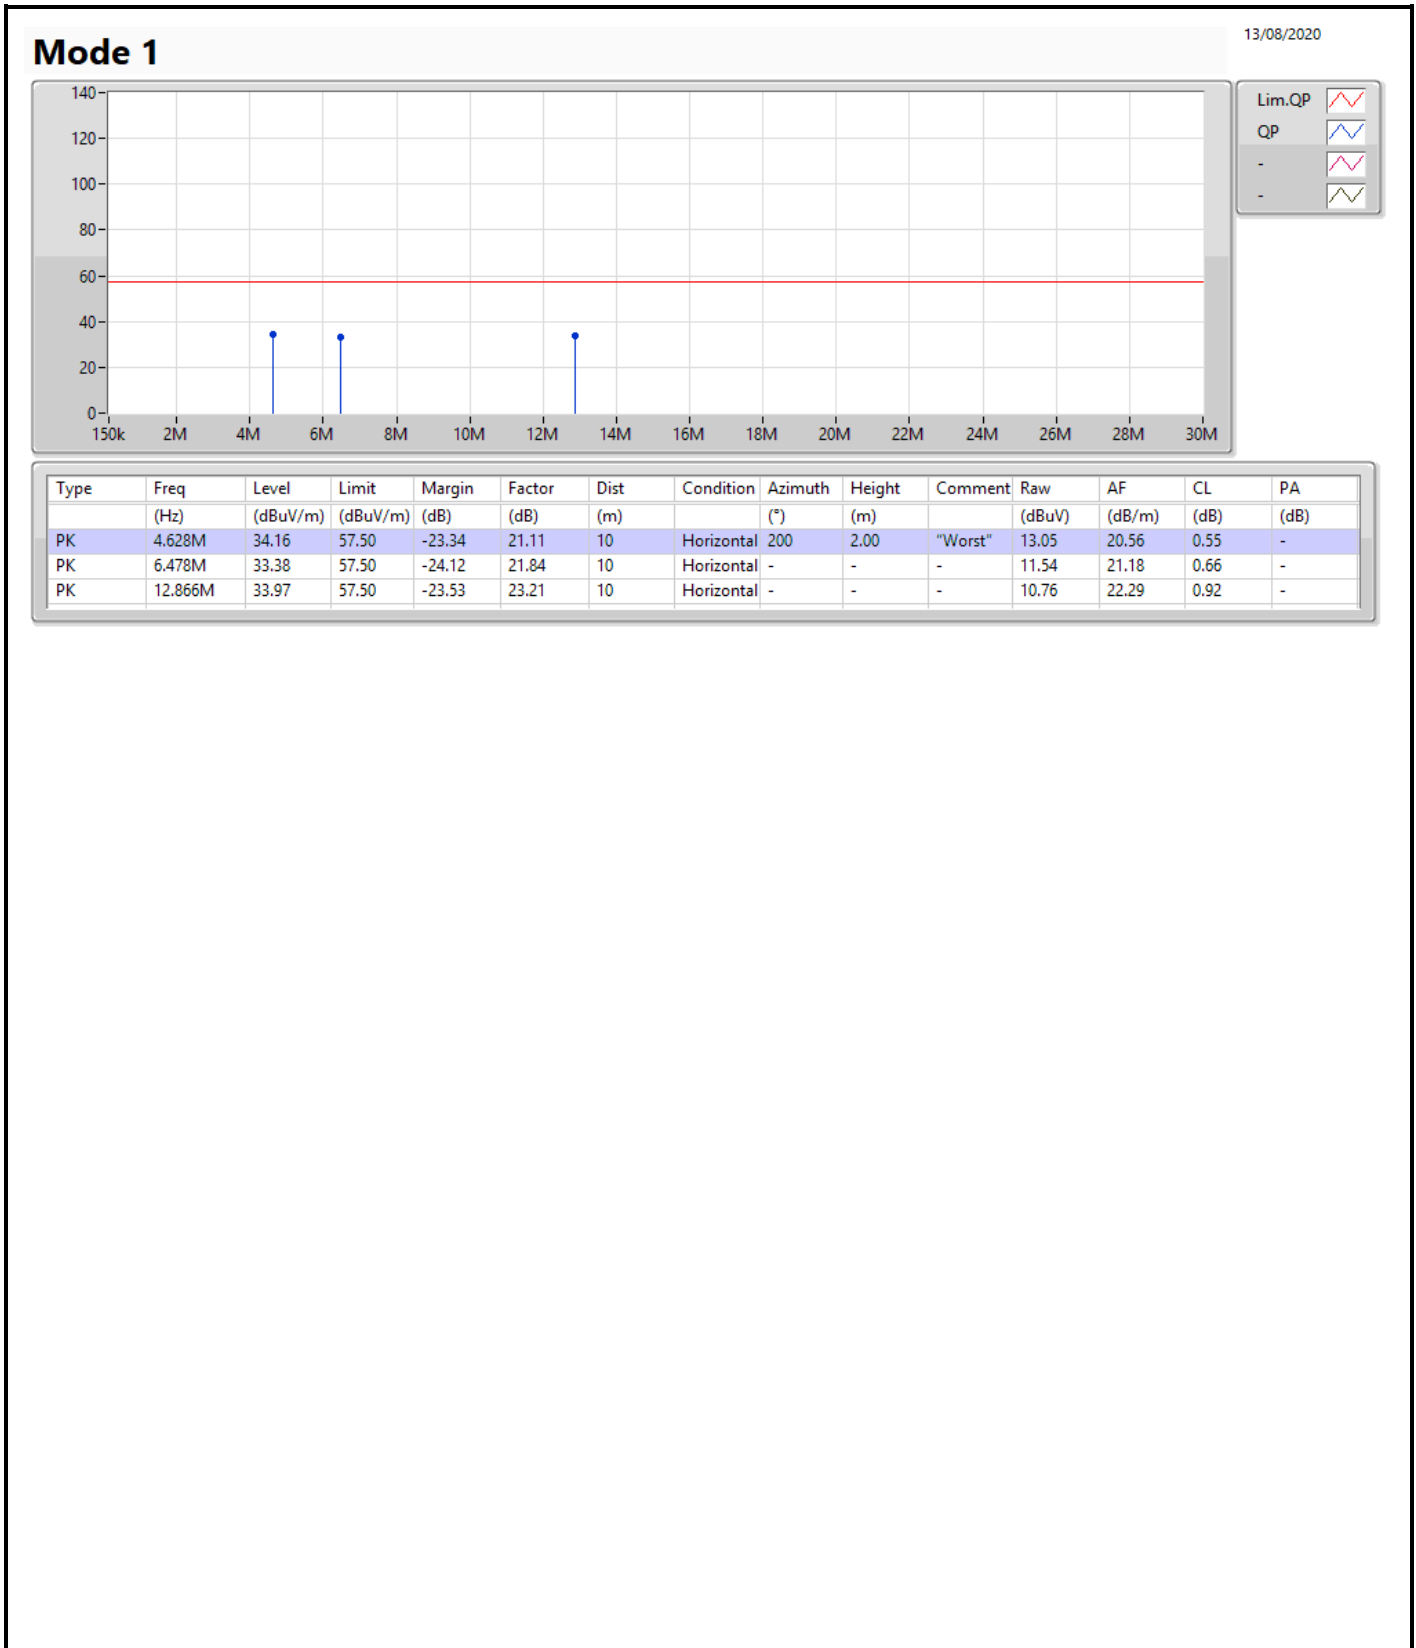 13/08/2020
Mode 1
140
120
100
80
60
40
20
0
150k 2M 4M 6M 8M 10M 12M 14M 16M 18M 20M 22M 24M 26M 28M 30M
Lim.QP
QP
-
-
Type Freq Level Limit Margin Factor Dist Condition Azimuth Height Comment Raw AF CL PA
(Hz) (dBuV/m) (dBuV/m) (dB) (dB) (m) (°) (m) (dBuV) (dB/m) (dB) (dB)
PK 4.628M 34.16 57.50 -23.34 21.11 10 Horizontal 200 2.00 "Worst" 13.05 20.56 0.55 -
PK 6.478M 33.38 57.50 -24.12 21.84 10 Horizontal - - - 11.54 21.18 0.66 -
PK 12.866M 33.97 57.50 -23.53 23.21 10 Horizontal - - - 10.76 22.29 0.92 -